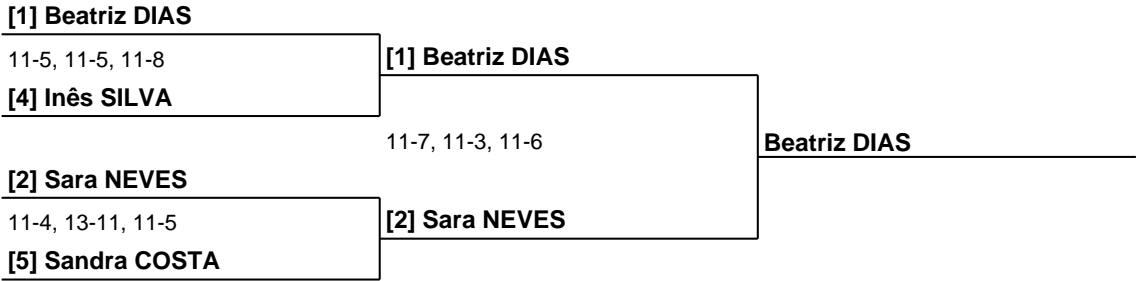 [1] Beatriz DIAS
11-5, 11-5, 11-8
[1] Beatriz DIAS
[4] Inês SILVA
11-7, 11-3, 11-6
Beatriz DIAS
[2] Sara NEVES
11-4, 13-11, 11-5
[2] Sara NEVES
[5] Sandra COSTA